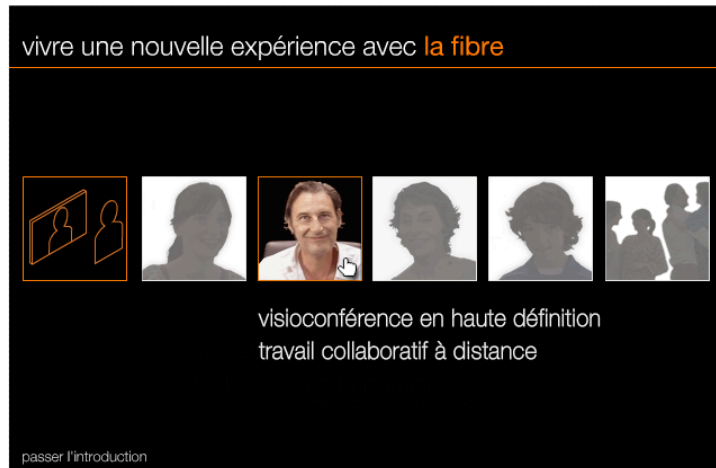 vivre une nouvelle expérience avec la fibre
visioconférence en haute définition
travail collaboratif à distance
passer l'introduction